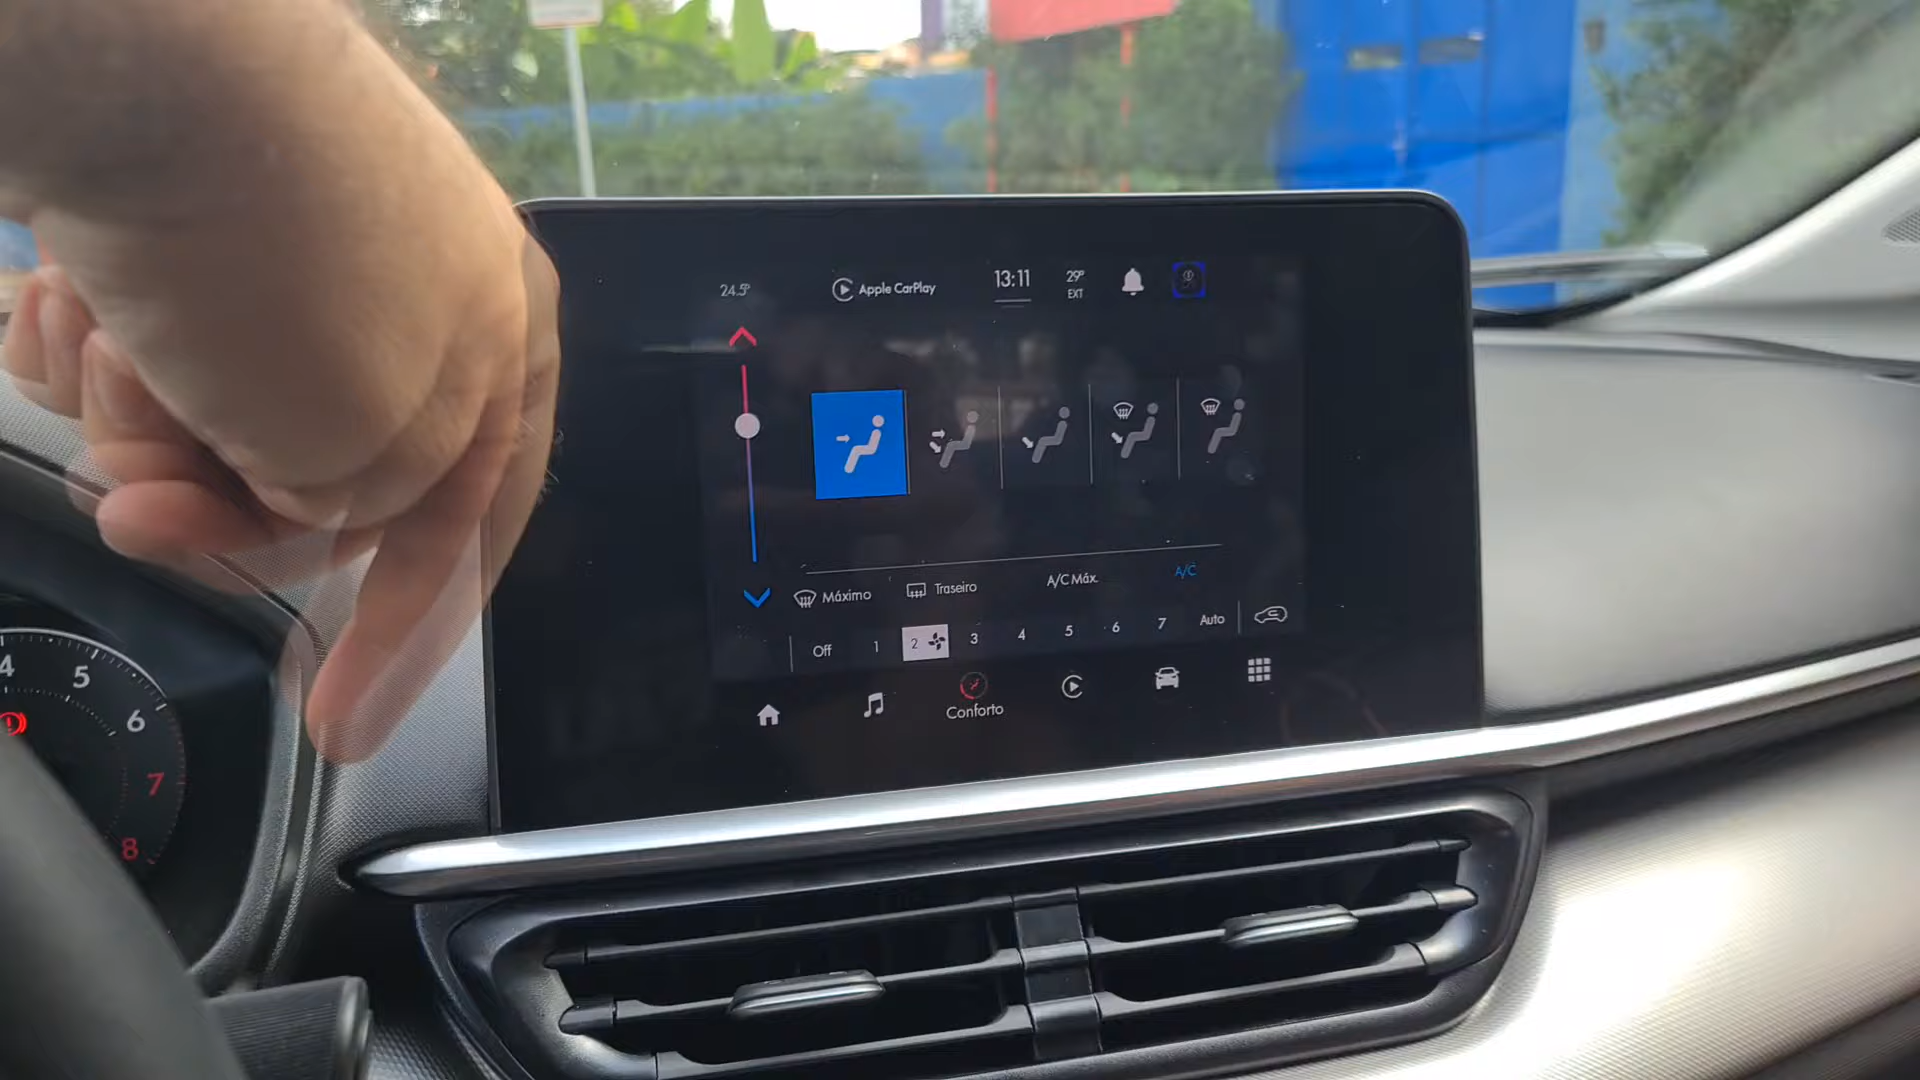 24.5° Apple CarPlay 13:11 29° EXT
Máximo Traseiro A/C Máx. A/C
Off 1 2 3 4 5 6 7 Auto
Conforto
4 5 6 7 8